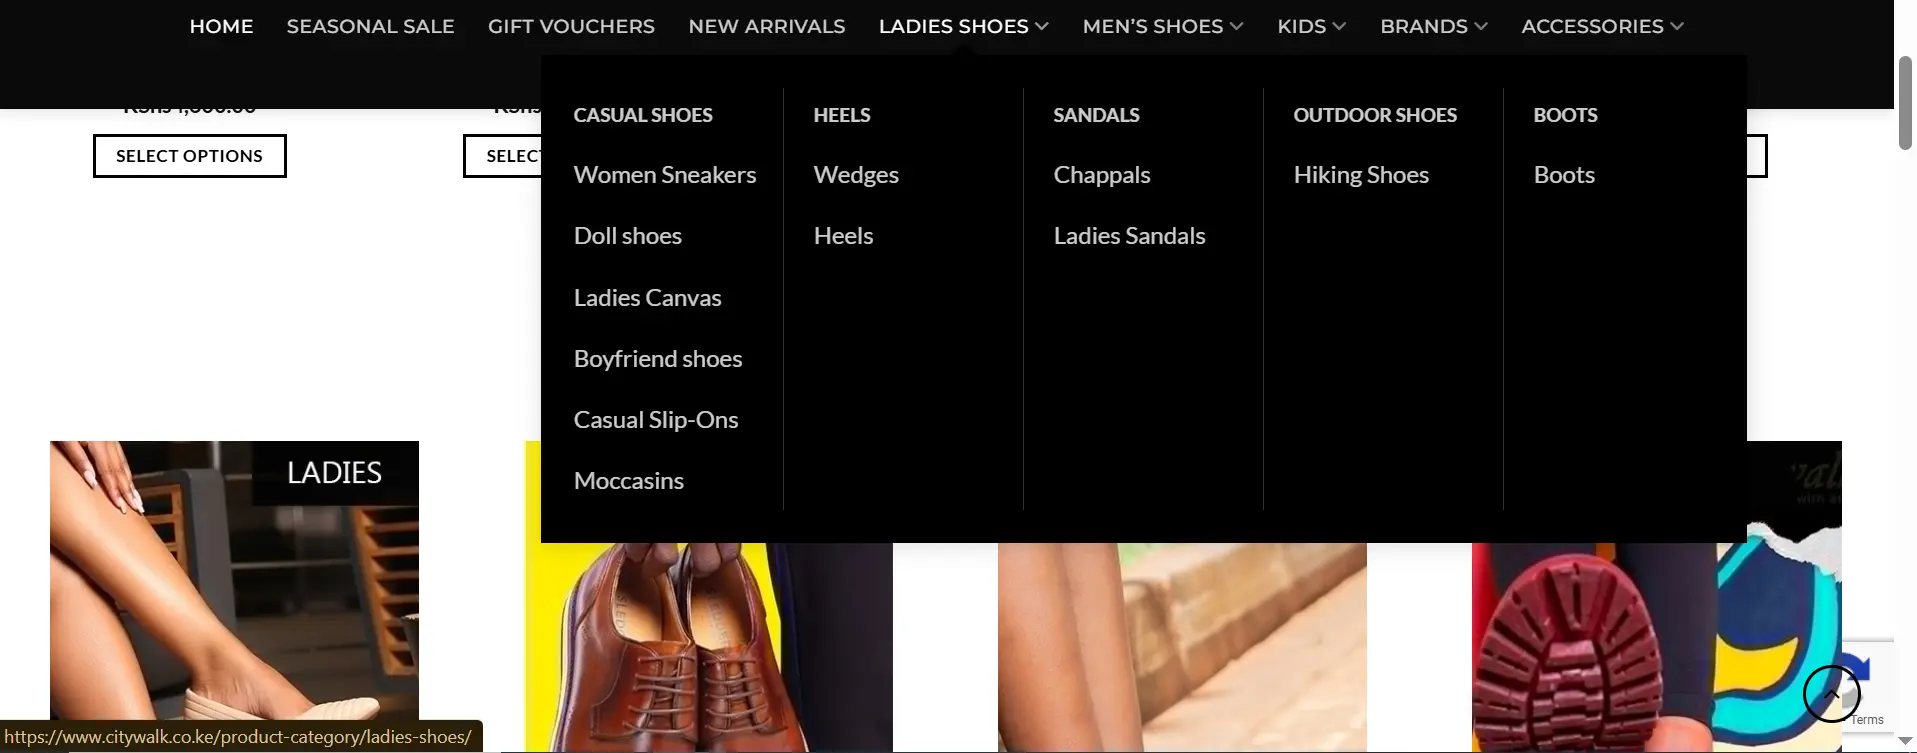 HOME SEASONAL SALE GIFT VOUCHERS NEW ARRIVALS LADIES SHOES MEN’S SHOES KIDS BRANDS ACCESSORIES
CASUAL SHOES
Women Sneakers
Doll shoes
Ladies Canvas
Boyfriend shoes
Casual Slip-Ons
Moccasins
HEELS
Wedges
Heels
SANDALS
Chappals
Ladies Sandals
OUTDOOR SHOES
Hiking Shoes
BOOTS
Boots
SELECT OPTIONS
LADIES
Terms
https://www.citywalk.co.ke/product-category/ladies-shoes/